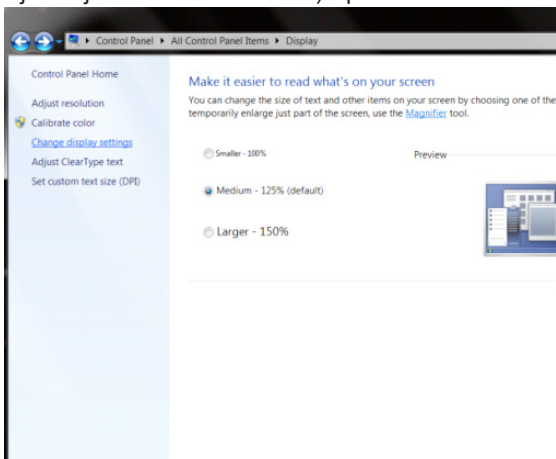 Control Panel ▸ All Control Panel Items ▸ Display
Control Panel Home
Adjust resolution
Calibrate color
Change display settings
Adjust ClearType text
Set custom text size (DPI)
Make it easier to read what's on your screen
You can change the size of text and other items on your screen by choosing one of the
temporarily enlarge just part of the screen, use the Magnifier tool.
Smaller - 100%
Preview
Medium - 125% (default)
Larger - 150%